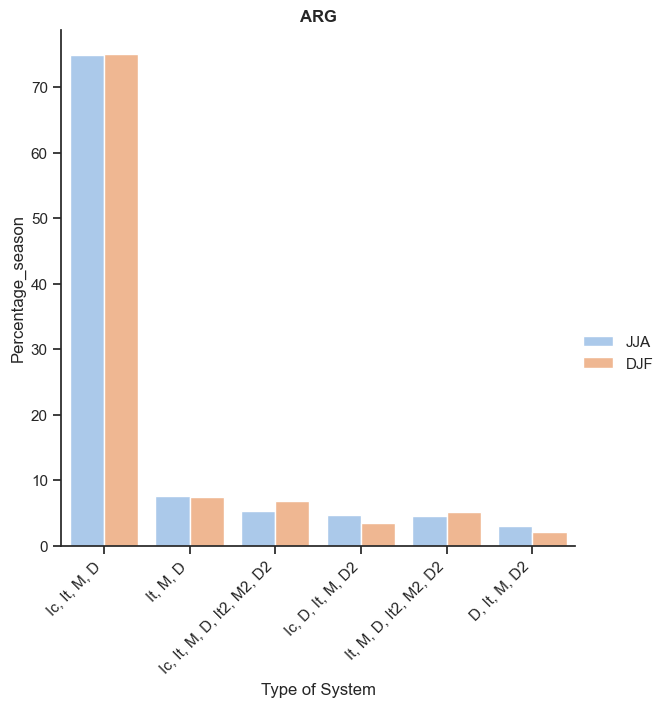 ARG
Percentage_season
70
60
50
40
30
20
10
0
Ic, It, M, D
It, M, D
Ic, It, M, D, It2, M2, D2
Ic, D, It, M, D2
It, M, D, It2, M2, D2
D, It, M, D2
Type of System
JJA
DJF